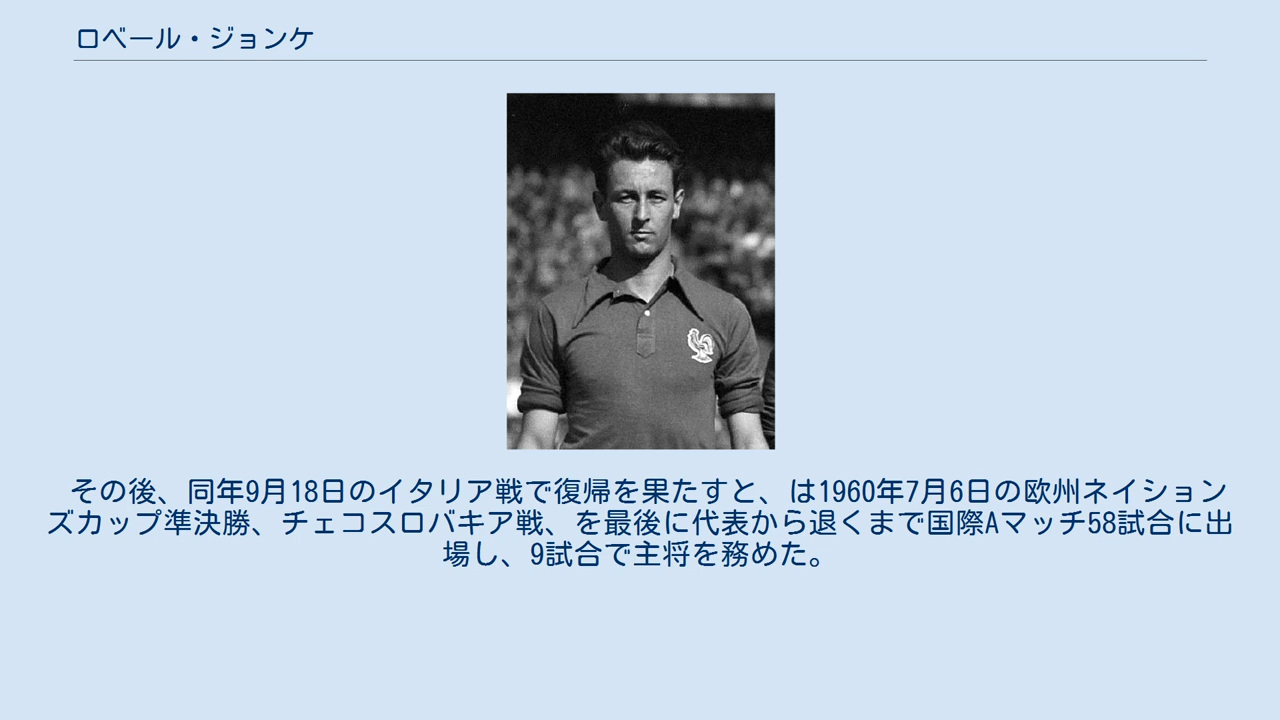 ロベール・ジョンケ
その後、同年9月18日のイタリア戦で復帰を果たすと、は1960年7月6日の欧州ネイション
ズカップ準決勝、チェコスロバキア戦、を最後に代表から退くまで国際Aマッチ58試合に出
場し、9試合で主将を務めた。